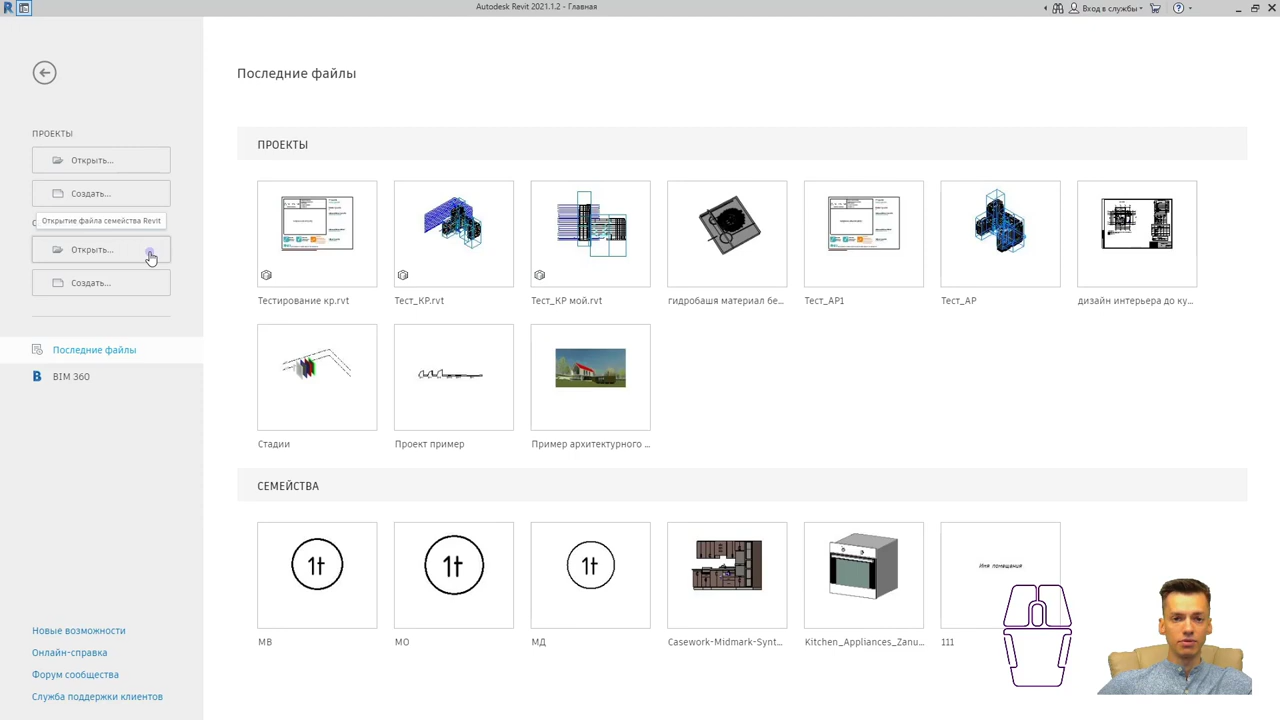 Autodesk Revit 2021.1.2 - Главная
Вход в службы
Последние файлы
ПРОЕКТЫ
Открыть...
Создать...
Открытие файла семейства Revit
Открыть...
Создать...
Последние файлы
BIM 360
Новые возможности
Онлайн-справка
Форум сообщества
Служба поддержки клиентов
ПРОЕКТЫ
Тестирование кр.rvt
Тест_КР.rvt
Тест_КР мой.rvt
гидробашя материал бе...
Тест_АР1
Тест_АР
дизайн интерьера до ку...
Стадии
Проект пример
Пример архитектурного ...
СЕМЕЙСТВА
1t
1t
1t
Имя помещения
МВ
МО
МД
Casework-Midmark-Synt...
Kitchen_Appliances_Zanu...
111